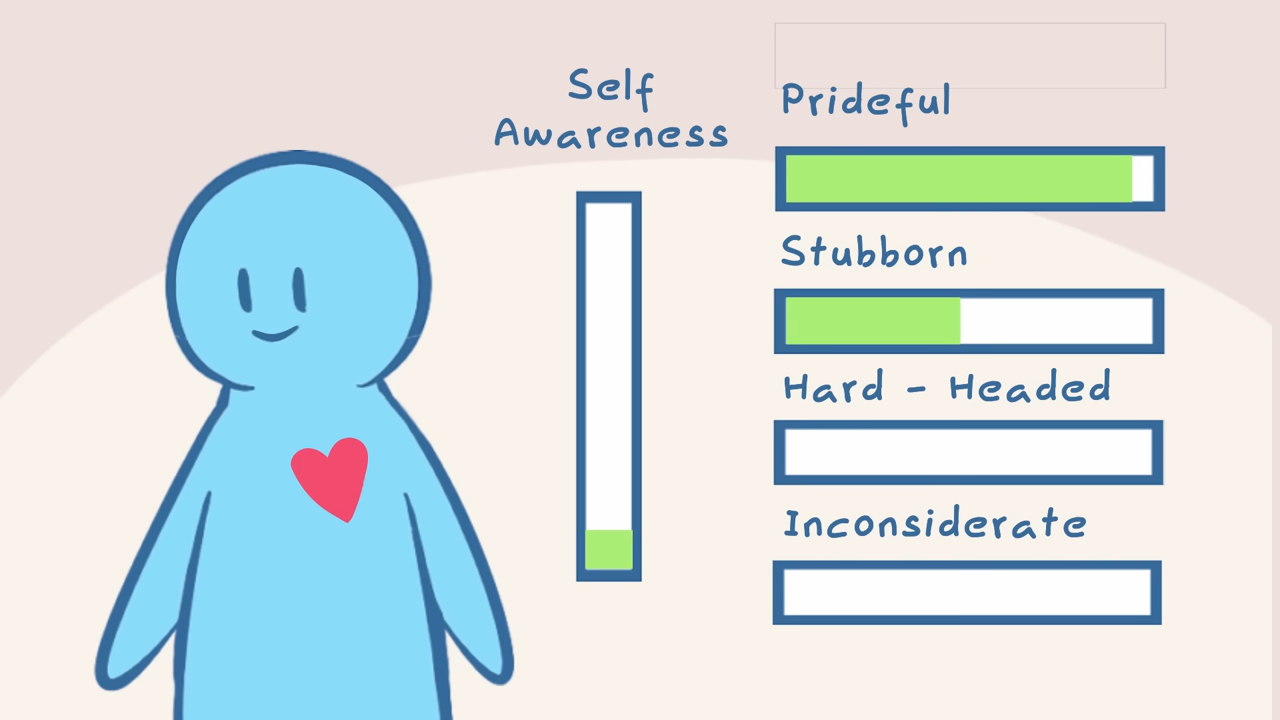 Self
Awareness
Prideful
Stubborn
Hard - Headed
Inconsiderate